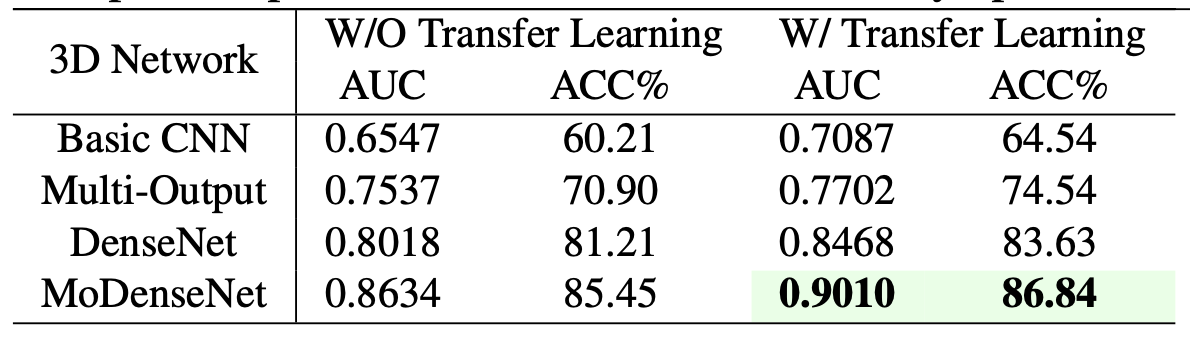 3D Network W/O Transfer Learning W/ Transfer Learning
AUC ACC% AUC ACC%
Basic CNN 0.6547 60.21 0.7087 64.54
Multi-Output 0.7537 70.90 0.7702 74.54
DenseNet 0.8018 81.21 0.8468 83.63
MoDenseNet 0.8634 85.45 0.9010 86.84